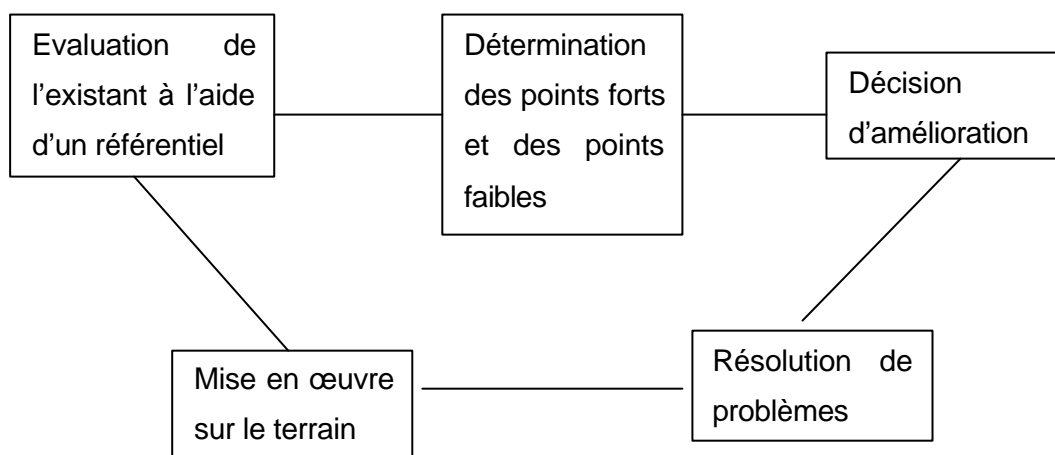 Evaluation de
l’existant à l’aide
d’un référentiel
Détermination
des points forts
et des points
faibles
Décision
d’amélioration
Résolution de
problèmes
Mise en œuvre
sur le terrain